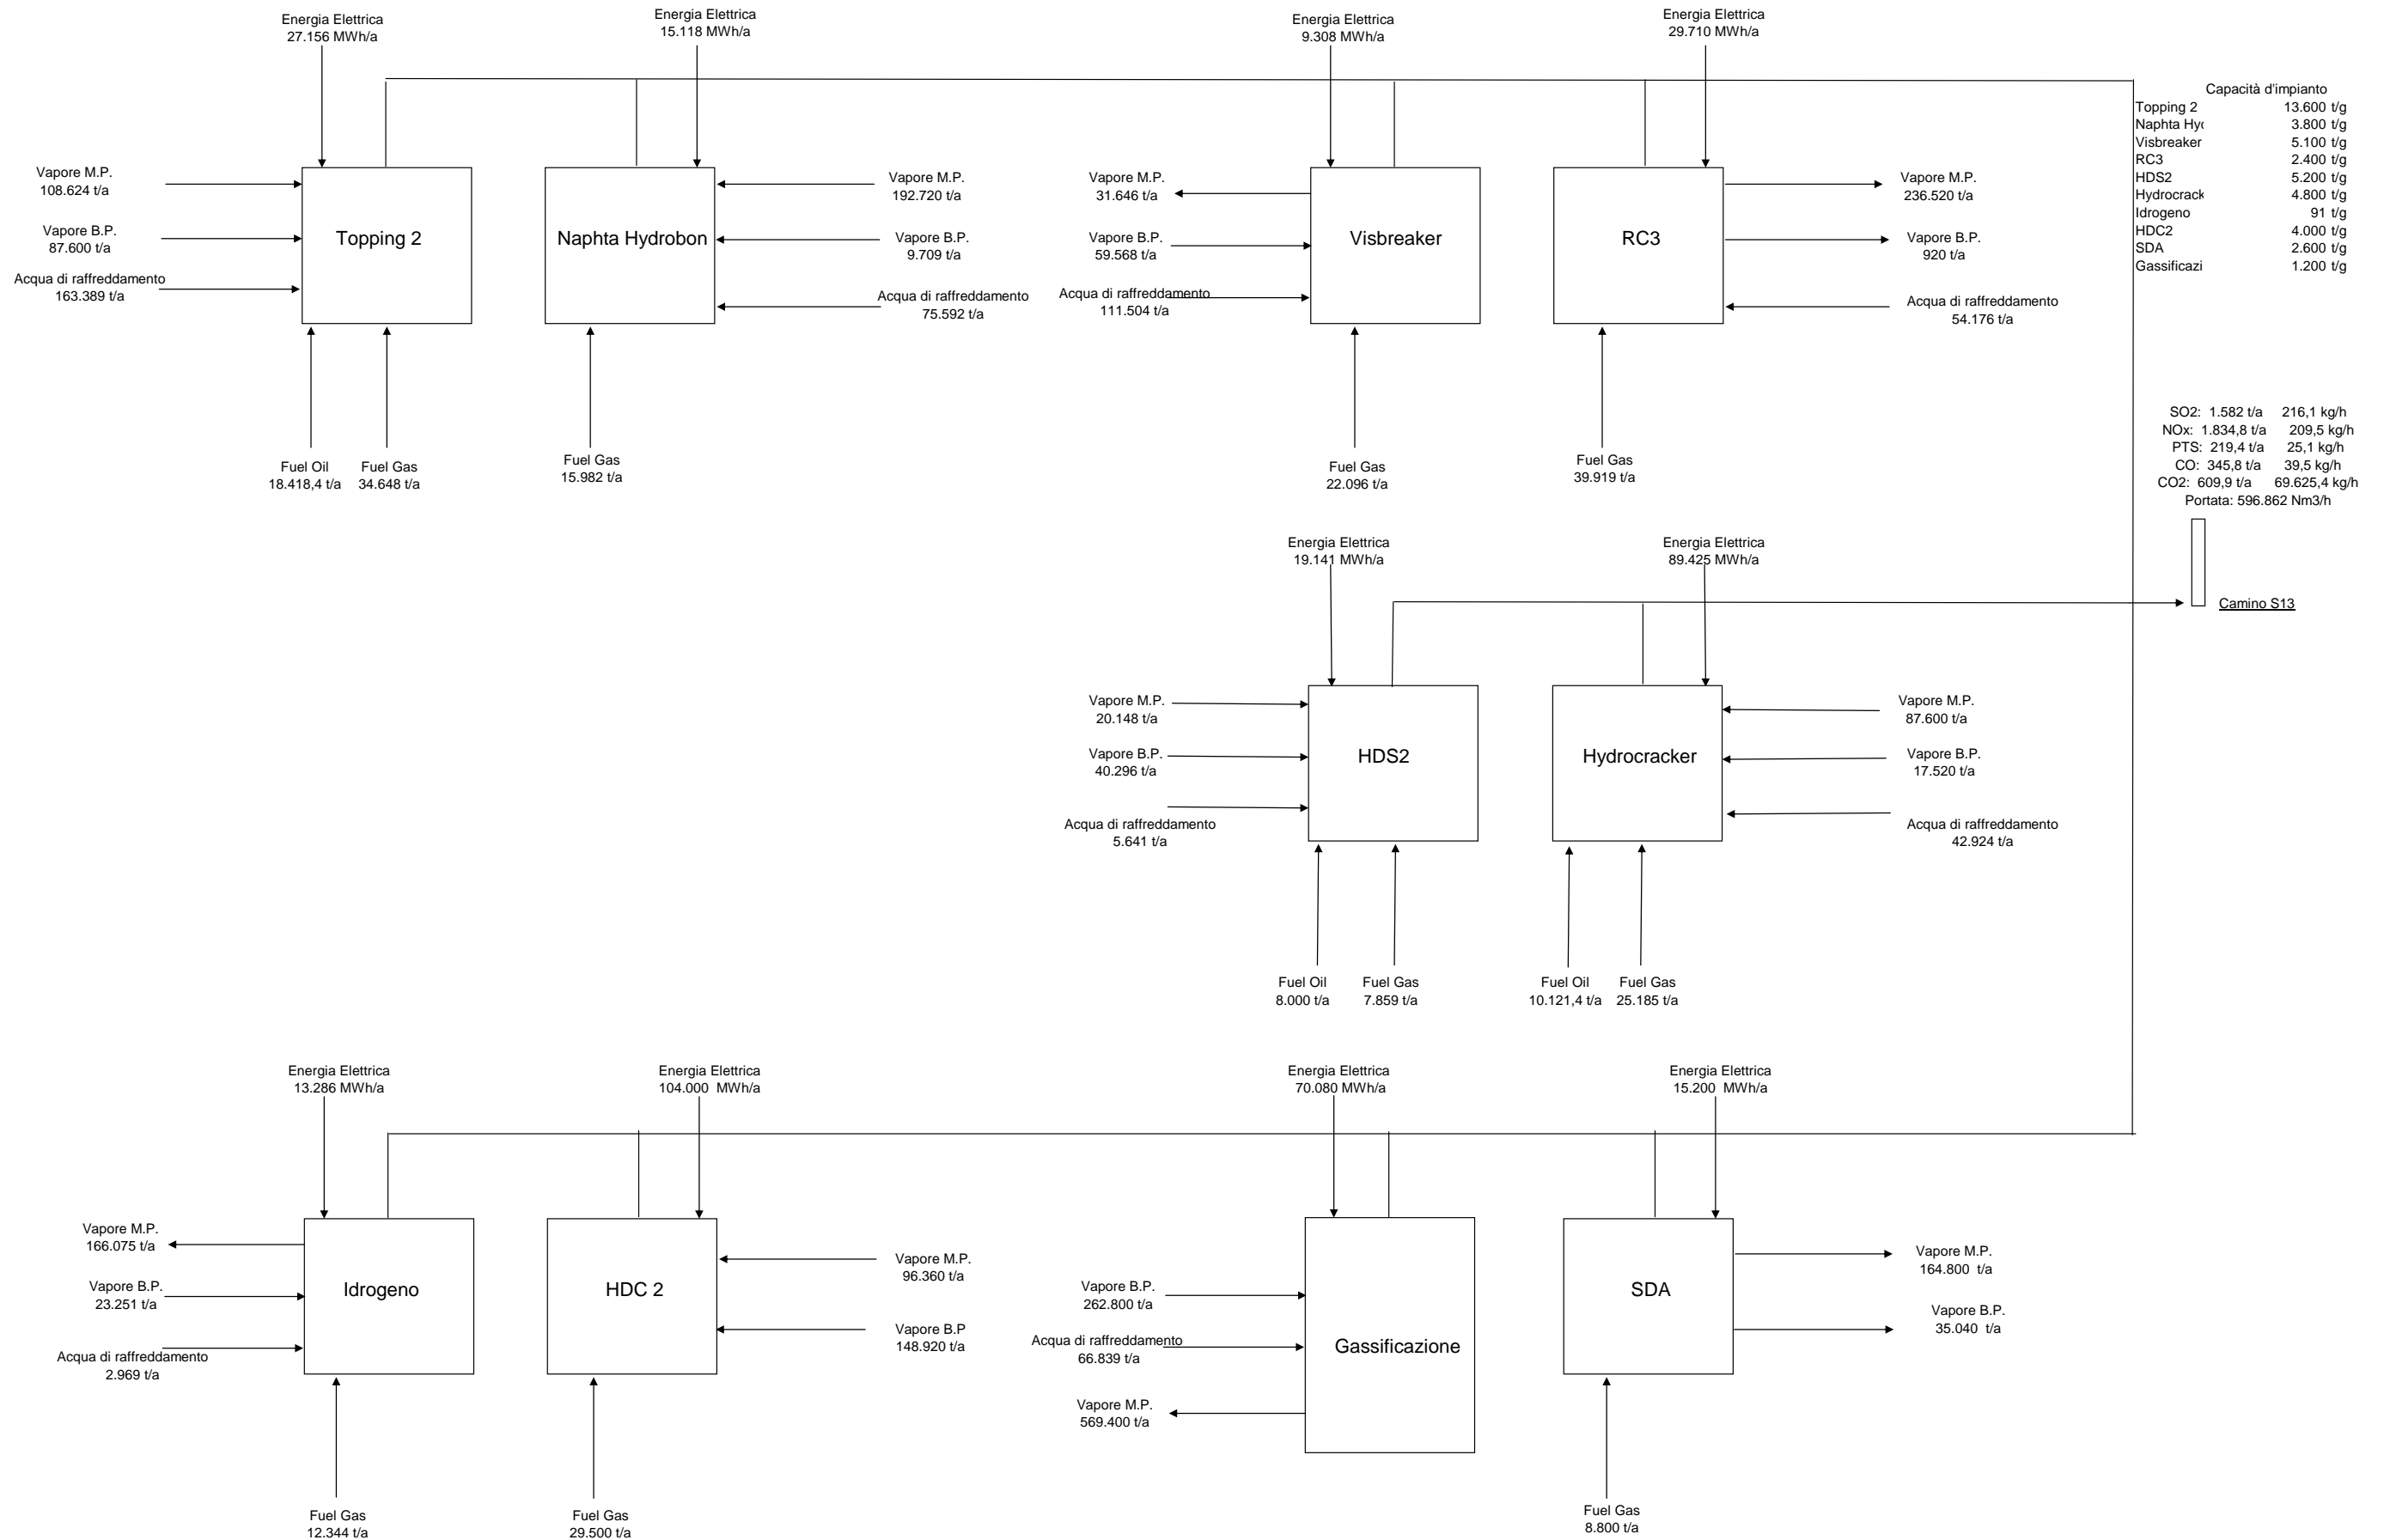 Energia Elettrica
27.156 MWh/a
Energia Elettrica
15.118 MWh/a
Energia Elettrica
9.308 MWh/a
Energia Elettrica
29.710 MWh/a
Capacità d'impianto
Topping 2 13.600 t/g
Naphta Hy 3.800 t/g
Visbreaker 5.100 t/g
RC3 2.400 t/g
HDS2 5.200 t/g
Hydrocrack 4.800 t/g
Idrogeno 91 t/g
HDC2 4.000 t/g
SDA 2.600 t/g
Gassificazi 1.200 t/g
Vapore M.P.
108.624 t/a
Vapore B.P.
87.600 t/a
Acqua di raffreddamento
163.389 t/a
Topping 2
Naphta Hydrobon
Vapore M.P.
192.720 t/a
Vapore B.P.
9.709 t/a
Acqua di raffreddamento
75.592 t/a
Vapore M.P.
31.646 t/a
Vapore B.P.
59.568 t/a
Acqua di raffreddamento
111.504 t/a
Visbreaker
RC3
Vapore M.P.
236.520 t/a
Vapore B.P.
920 t/a
Acqua di raffreddamento
54.176 t/a
Fuel Oil
18.418,4 t/a
Fuel Gas
34.648 t/a
Fuel Gas
15.982 t/a
Fuel Gas
22.096 t/a
Fuel Gas
39.919 t/a
SO2: 1.582 t/a 216,1 kg/h
NOx: 1.834,8 t/a 209,5 kg/h
PTS: 219,4 t/a 25,1 kg/h
CO: 345,8 t/a 39,5 kg/h
CO2: 609,9 t/a 69.625,4 kg/h
Portata: 596.862 Nm3/h
Camino S13
Energia Elettrica
19.141 MWh/a
Energia Elettrica
89.425 MWh/a
Vapore M.P.
20.148 t/a
Vapore B.P.
40.296 t/a
Acqua di raffreddamento
5.641 t/a
HDS2
Hydrocracker
Vapore M.P.
87.600 t/a
Vapore B.P.
17.520 t/a
Acqua di raffreddamento
42.924 t/a
Fuel Oil
8.000 t/a
Fuel Gas
7.859 t/a
Fuel Oil
10.121,4 t/a
Fuel Gas
25.185 t/a
Energia Elettrica
13.286 MWh/a
Energia Elettrica
104.000 MWh/a
Energia Elettrica
70.080 MWh/a
Energia Elettrica
15.200 MWh/a
Vapore M.P.
166.075 t/a
Vapore B.P.
23.251 t/a
Acqua di raffreddamento
2.969 t/a
Idrogeno
HDC 2
Vapore M.P.
96.360 t/a
Vapore B.P
148.920 t/a
Vapore B.P.
262.800 t/a
Acqua di raffreddamento
66.839 t/a
Vapore M.P.
569.400 t/a
Gassificazione
SDA
Vapore M.P.
164.800 t/a
Vapore B.P.
35.040 t/a
Fuel Gas
12.344 t/a
Fuel Gas
29.500 t/a
Fuel Gas
8.800 t/a